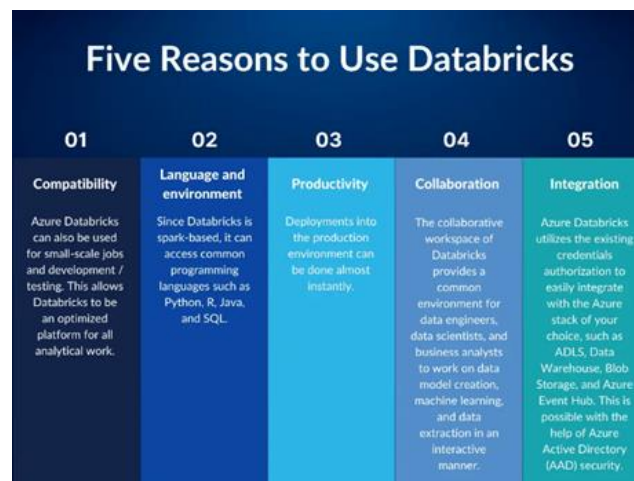 Five Reasons to Use Databricks
01
Compatibility
Azure Databricks
can also be used
for small-scale jobs
and development /
testing. This allows
Databricks to be
an optimized
platform for all
analytical work.
02
Language and
environment
Since Databricks is
spark-based, it can
access common
programming
languages such as
Python, R, Java,
and SQL.
03
Productivity
Deployments into
the production
environment can
be done almost
instantly.
04
Collaboration
The collaborative
workspace of
Databricks
provides a
common
environment for
data engineers,
data scientists, and
business analysts
to work on data
model creation,
machine learning,
and data
extraction in an
interactive
manner.
05
Integration
Azure Databricks
utilizes the existing
credentials
authorization to
easily integrate
with the Azure
stack of your
choice, such as
ADLS, Data
Warehouse, Blob
Storage, and Azure
Event Hub. This is
possible with the
help of Azure
Active Directory
(AAD) security.